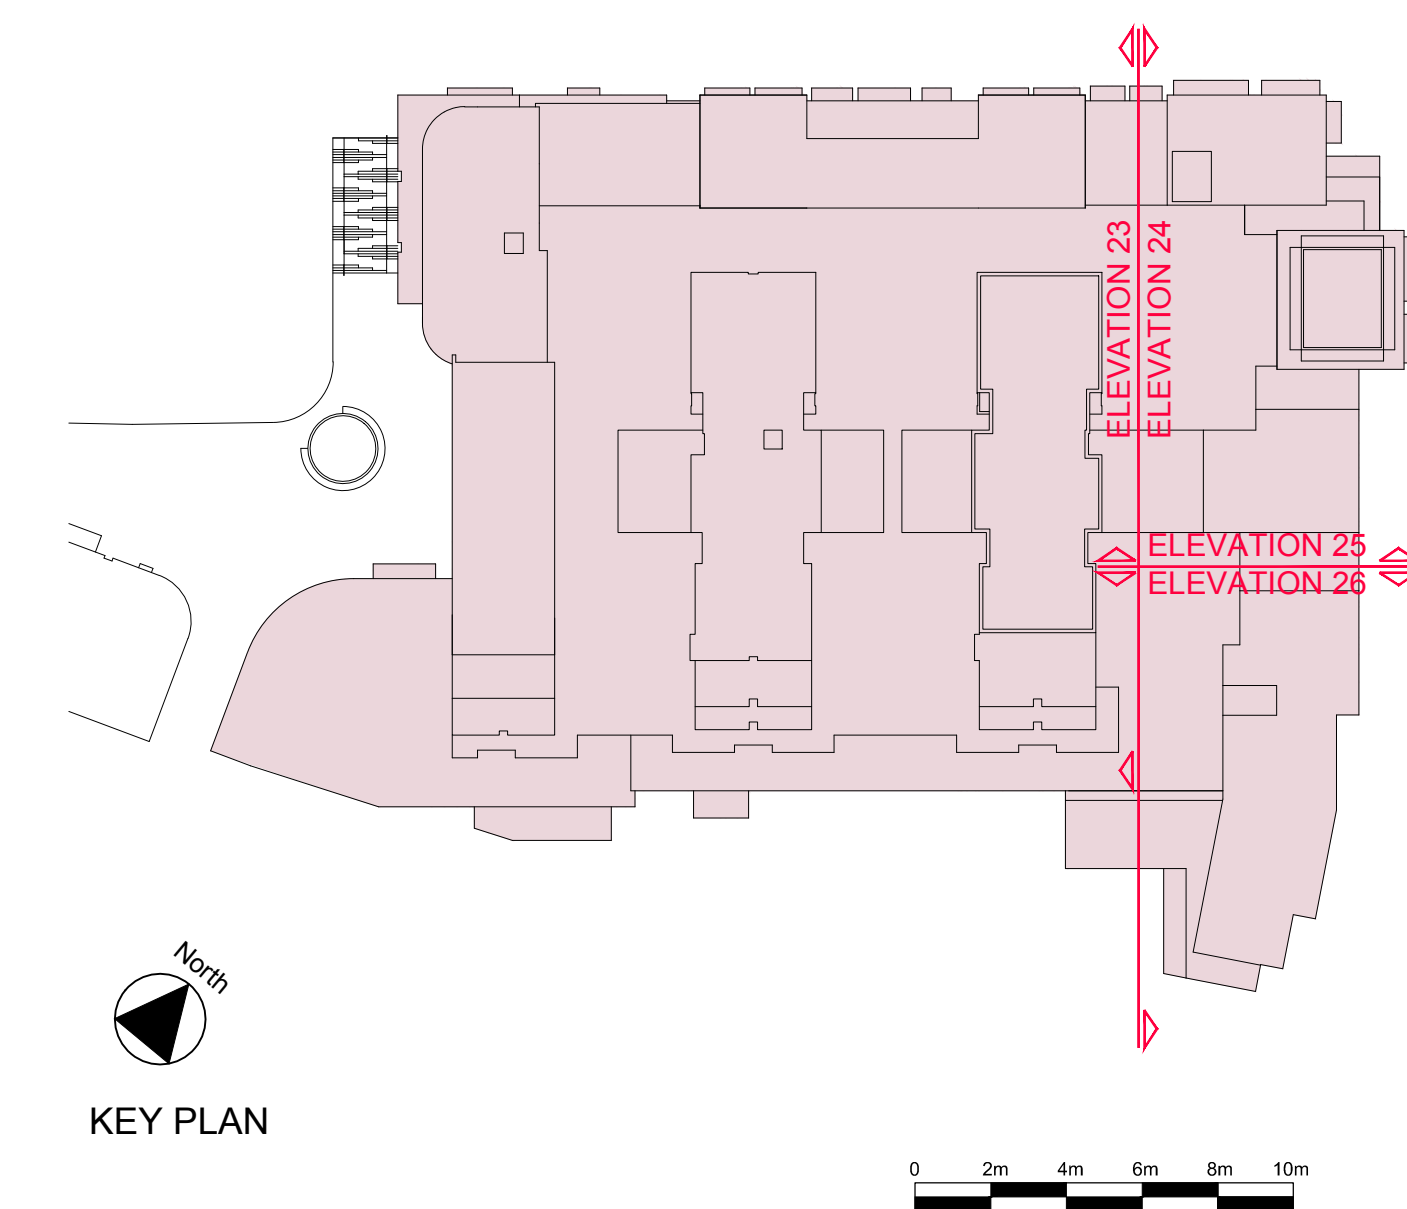 ELEVATION 23
ELEVATION 24
ELEVATION 25
ELEVATION 26
North
KEY PLAN
0 2m 4m 6m 8m 10m